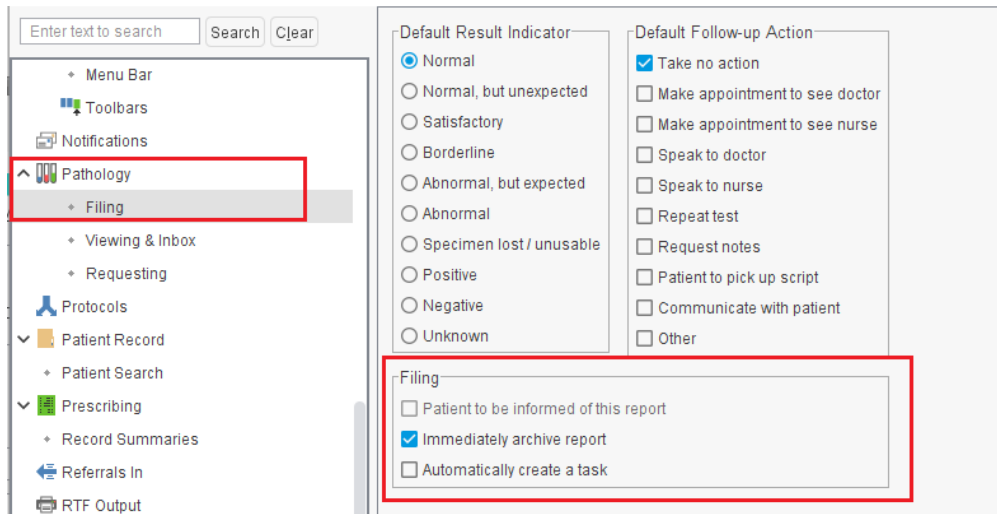 Enter text to search
Search
Clear
Menu Bar
Toolbars
Notifications
Pathology
Filing
Viewing & Inbox
Requesting
Protocols
Patient Record
Patient Search
Prescribing
Record Summaries
Referrals In
RTF Output
Default Result Indicator
Normal
Normal, but unexpected
Satisfactory
Borderline
Abnormal, but expected
Abnormal
Specimen lost / unusable
Positive
Negative
Unknown
Default Follow-up Action
Take no action
Make appointment to see doctor
Make appointment to see nurse
Speak to doctor
Speak to nurse
Repeat test
Request notes
Patient to pick up script
Communicate with patient
Other
Filing
Patient to be informed of this report
Immediately archive report
Automatically create a task